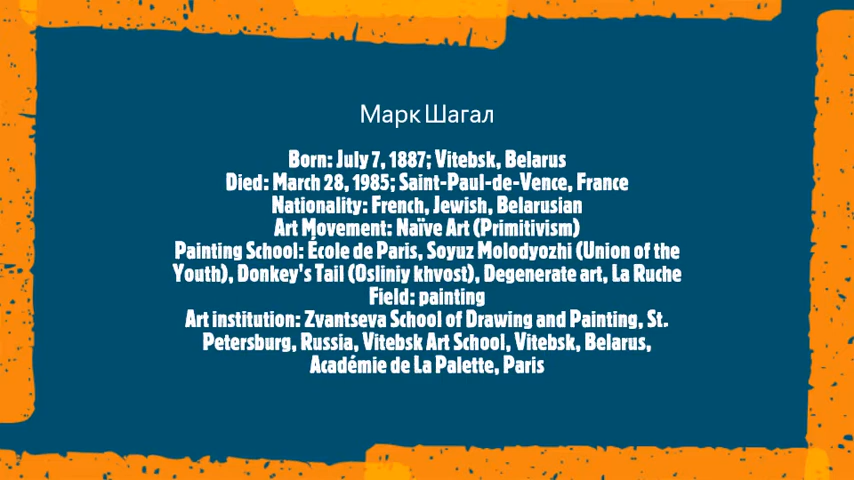 Марк Шагал
Born: July 7, 1887; Vitebsk, Belarus
Died: March 28, 1985; Saint-Paul-de-Vence, France
Nationality: French, Jewish, Belarusian
Art Movement: Naïve Art (Primitivism)
Painting School: École de Paris, Soyuz Molodyozhi (Union of the
Youth), Donkey's Tail (Osliniy khvost), Degenerate art, La Ruche
Field: painting
Art institution: Zvantseva School of Drawing and Painting, St.
Petersburg, Russia, Vitebsk Art School, Vitebsk, Belarus,
Académie de La Palette, Paris